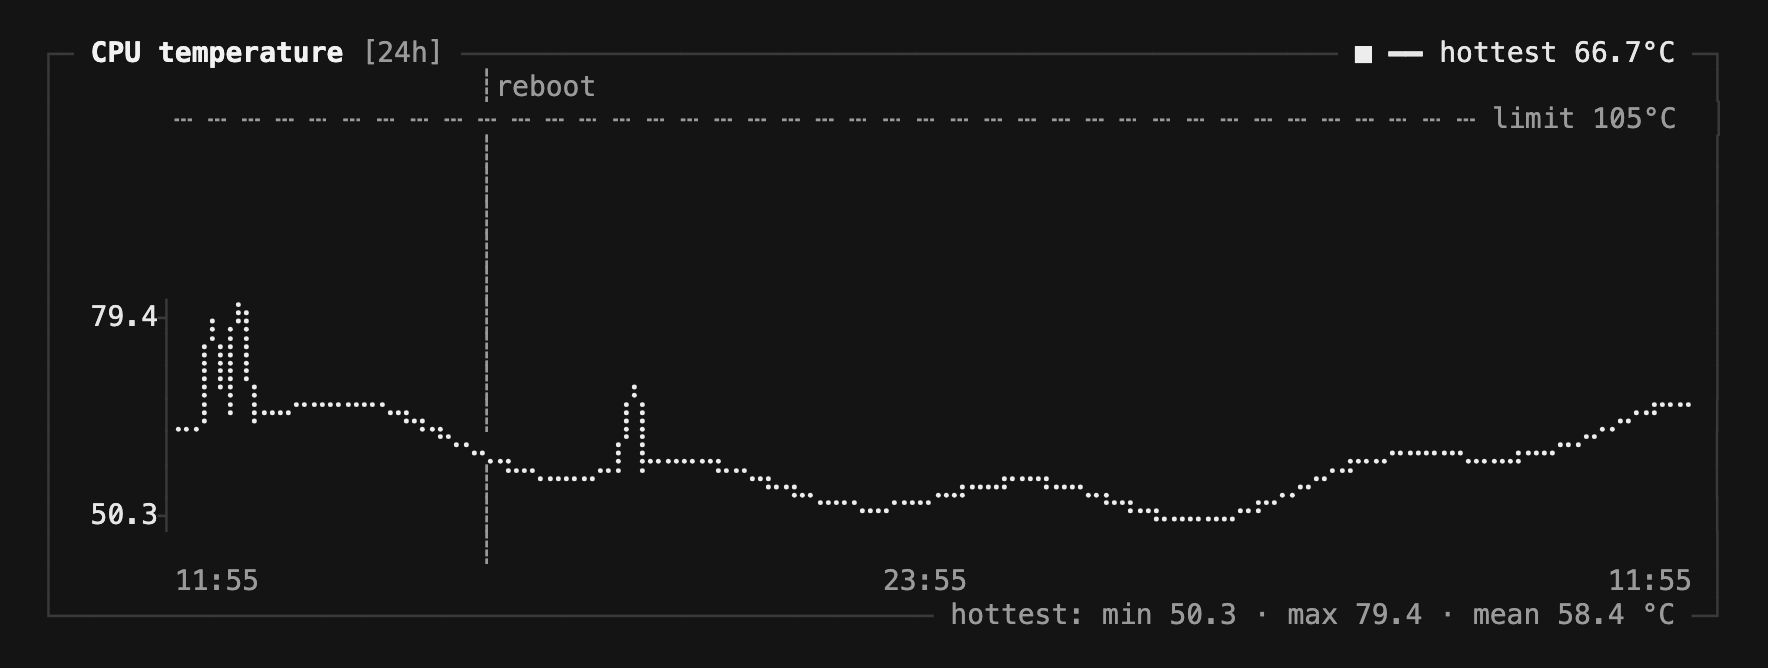 CPU temperature [24h] hottest 66.7°C
reboot
limit 105°C
79.4
50.3
11:55 23:55 11:55
hottest: min 50.3 · max 79.4 · mean 58.4 °C